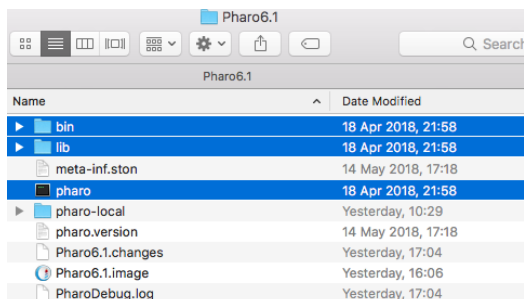 Pharo6.1
Search
Pharo6.1
Name Date Modified
bin 18 Apr 2018, 21:58
lib 18 Apr 2018, 21:58
meta-inf.ston 14 May 2018, 17:18
pharo 18 Apr 2018, 21:58
pharo-local Yesterday, 10:29
pharo.version 14 May 2018, 17:18
Pharo6.1.changes Yesterday, 17:04
Pharo6.1.image Yesterday, 16:06
PharoDebug.log Yesterday, 17:04